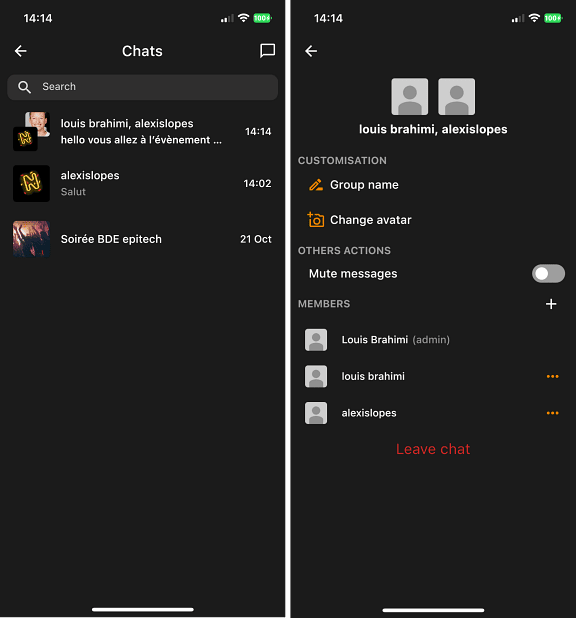 14:14
100+
Chats
Search
louis brahimi, alexislopes
hello vous allez à l'évènement ...
14:14
alexislopes
Salut
14:02
Soirée BDE epitech
21 Oct
14:14
100+
louis brahimi, alexislopes
CUSTOMISATION
Group name
Change avatar
OTHERS ACTIONS
Mute messages
MEMBERS
Louis Brahimi (admin)
louis brahimi
alexislopes
Leave chat